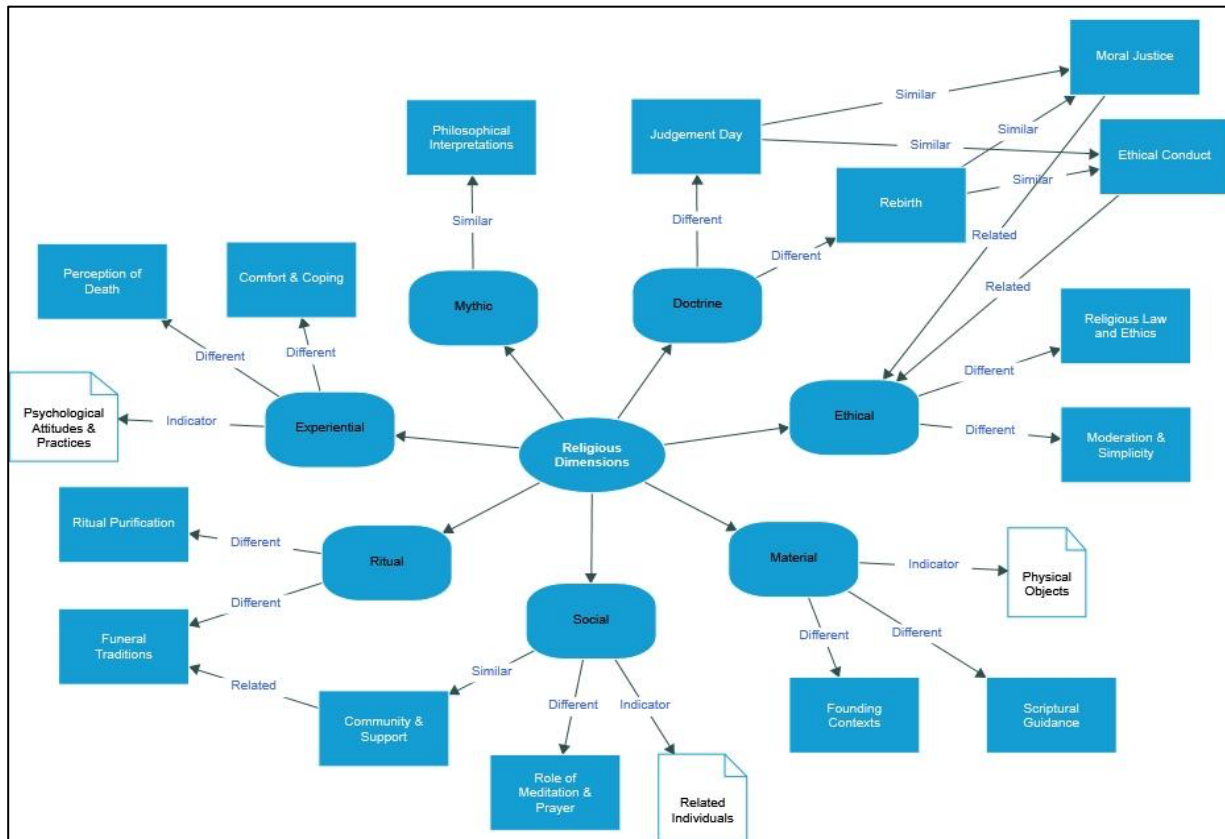 Moral Justice
Similar
Philosophical
Interpretations
Judgement Day
Similar
Similar
Ethical Conduct
Similar
Rebirth
Similar
Different
Related
Perception of
Death
Comfort & Coping
Different
Mythic
Doctrine
Related
Religious Law
and Ethics
Different
Different
Different
Psychological
Attitudes &
Practices
Indicator
Experiential
Ethical
Different
Moderation &
Simplicity
Religious
Dimensions
Ritual Purification
Different
Ritual
Material
Indicator
Physical
Objects
Different
Social
Funeral
Traditions
Different
Different
Similar
Related
Different
Indicator
Community &
Support
Founding
Contexts
Scriptural
Guidance
Role of
Meditation &
Prayer
Related
Individuals